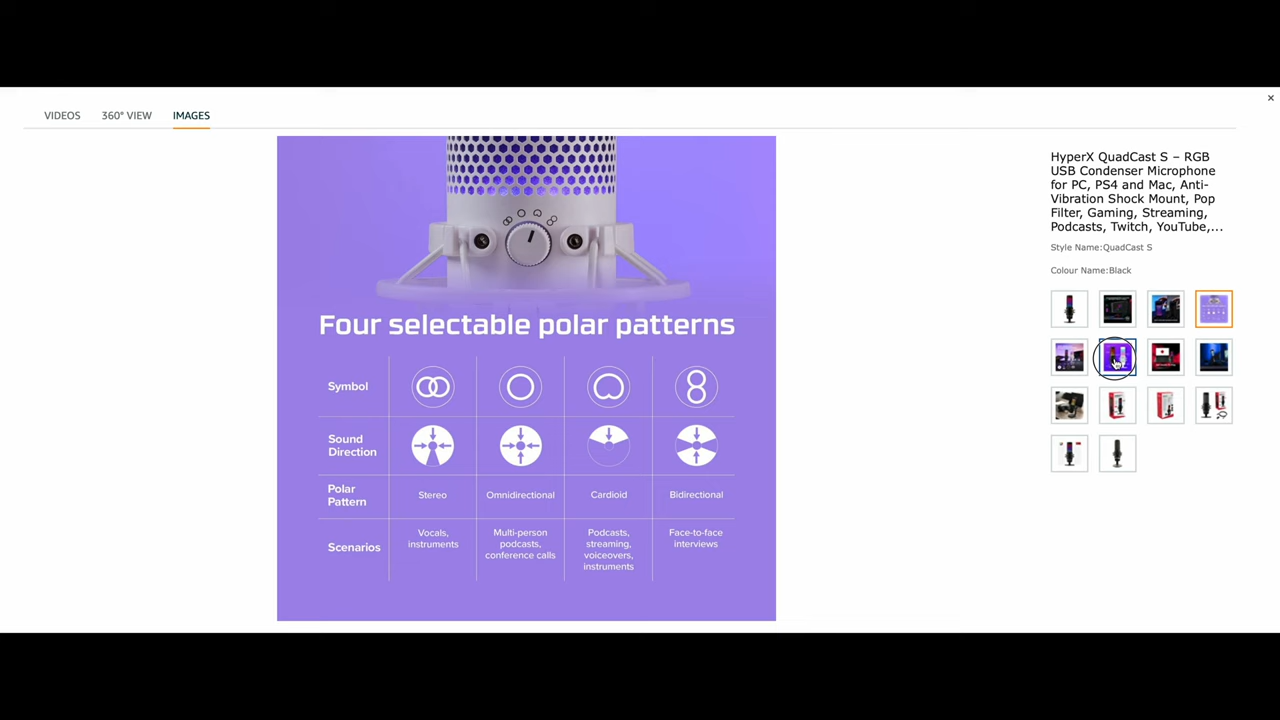 VIDEOS 360° VIEW IMAGES
HyperX QuadCast S – RGB
USB Condenser Microphone
for PC, PS4 and Mac, Anti-
Vibration Shock Mount, Pop
Filter, Gaming, Streaming,
Podcasts, Twitch, YouTube,...
Style Name:QuadCast S
Colour Name:Black
Four selectable polar patterns
Symbol
Sound
Direction
Polar
Pattern
Stereo
Omnidirectional
Cardioid
Bidirectional
Scenarios
Vocals,
instruments
Multi-person
podcasts,
conference calls
Podcasts,
streaming,
voiceovers,
instruments
Face-to-face
interviews